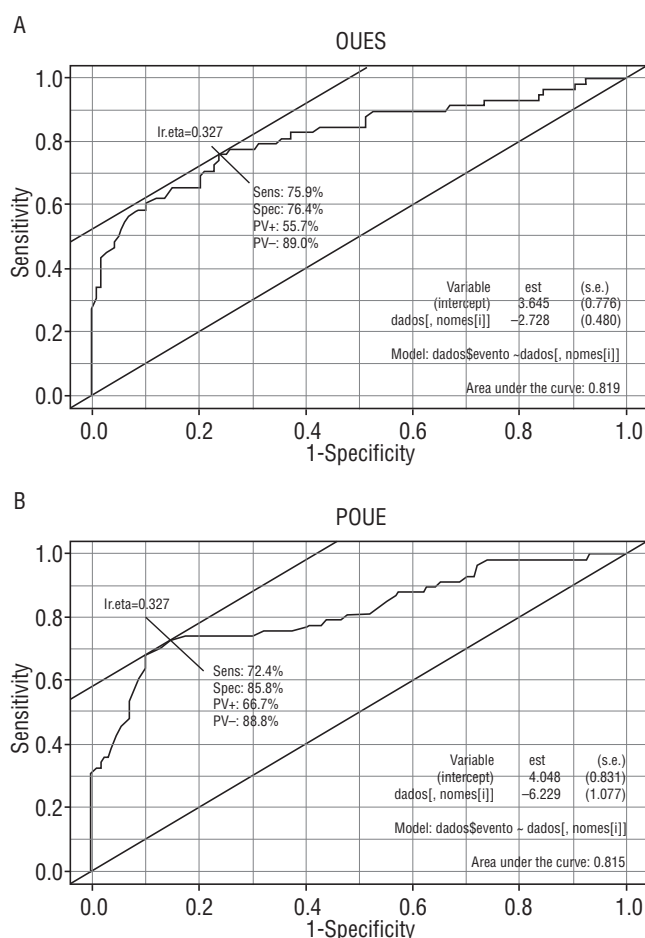 A
OUES
1.0
0.8
0.6
0.4
0.2
0.0
Sensitivity
lr.eta=0.327
Sens: 75.9%
Spec: 76.4%
PV+: 55.7%
PV–: 89.0%
Variable est (s.e.)
(intercept) 3.645 (0.776)
dados[, nomes[i]] –2.728 (0.480)
Model: dados$evento ~dados[, nomes[i]]
Area under the curve: 0.819
0.0 0.2 0.4 0.6 0.8 1.0
1-Specificity
B
POUE
1.0
0.8
0.6
0.4
0.2
0.0
Sensitivity
lr.eta=0.327
Sens: 72.4%
Spec: 85.8%
PV+: 66.7%
PV–: 88.8%
Variable est (s.e.)
(intercept) 4.048 (0.831)
dados[, nomes[i]] –6.229 (1.077)
Model: dados$evento ~ dados[, nomes[i]]
Area under the curve: 0.815
0.0 0.2 0.4 0.6 0.8 1.0
1-Specificity